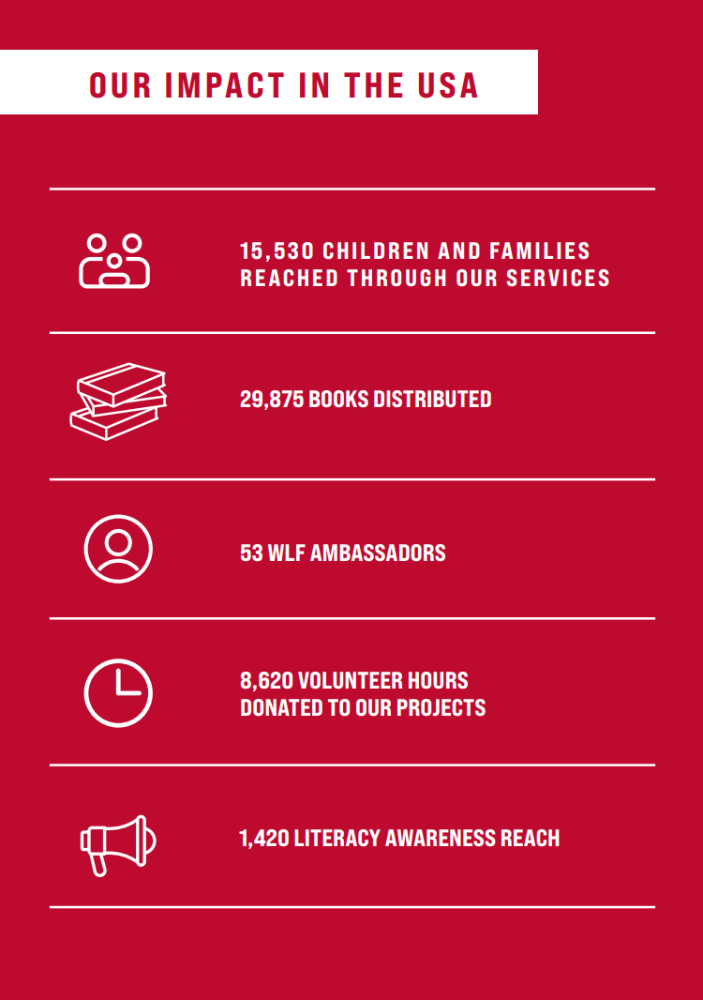 OUR IMPACT IN THE USA
15,530 CHILDREN AND FAMILIES
REACHED THROUGH OUR SERVICES
29,875 BOOKS DISTRIBUTED
53 WLF AMBASSADORS
8,620 VOLUNTEER HOURS
DONATED TO OUR PROJECTS
1,420 LITERACY AWARENESS REACH